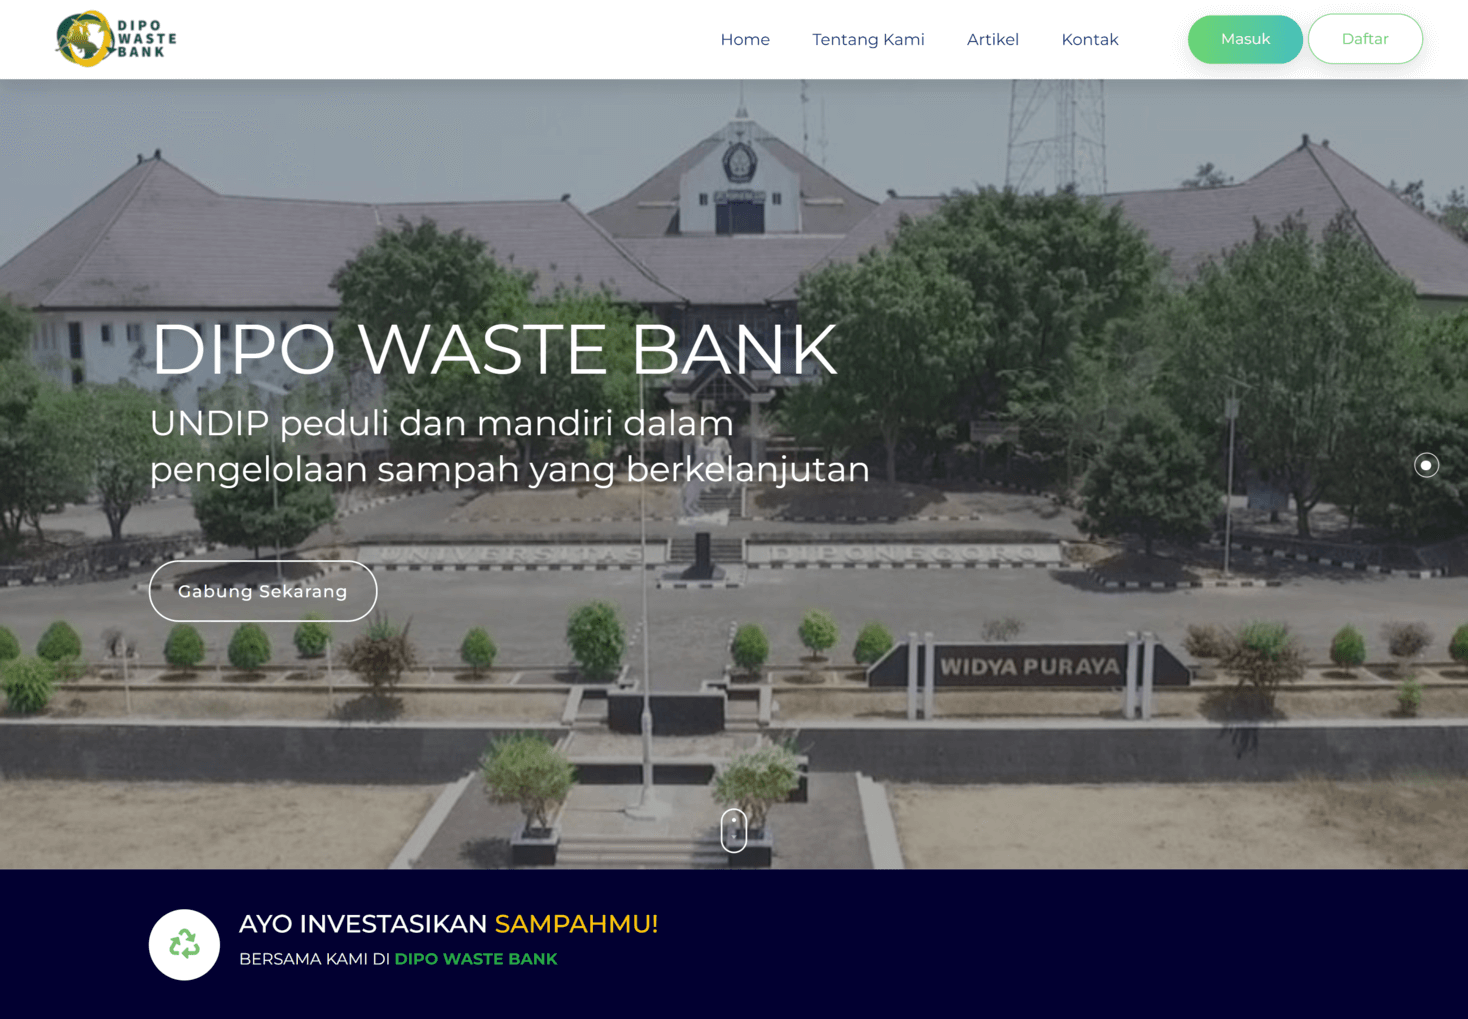 DIPO
WASTE
BANK
Home
Tentang Kami
Artikel
Kontak
Masuk
Daftar
DIPO WASTE BANK
UNDIP peduli dan mandiri dalam
pengelolaan sampah yang berkelanjutan
UNIVERSITAS DIPONEGORO
Gabung Sekarang
WIDYA PURAYA
AYO INVESTASIKAN SAMPAHMU!
BERSAMA KAMI DI DIPO WASTE BANK